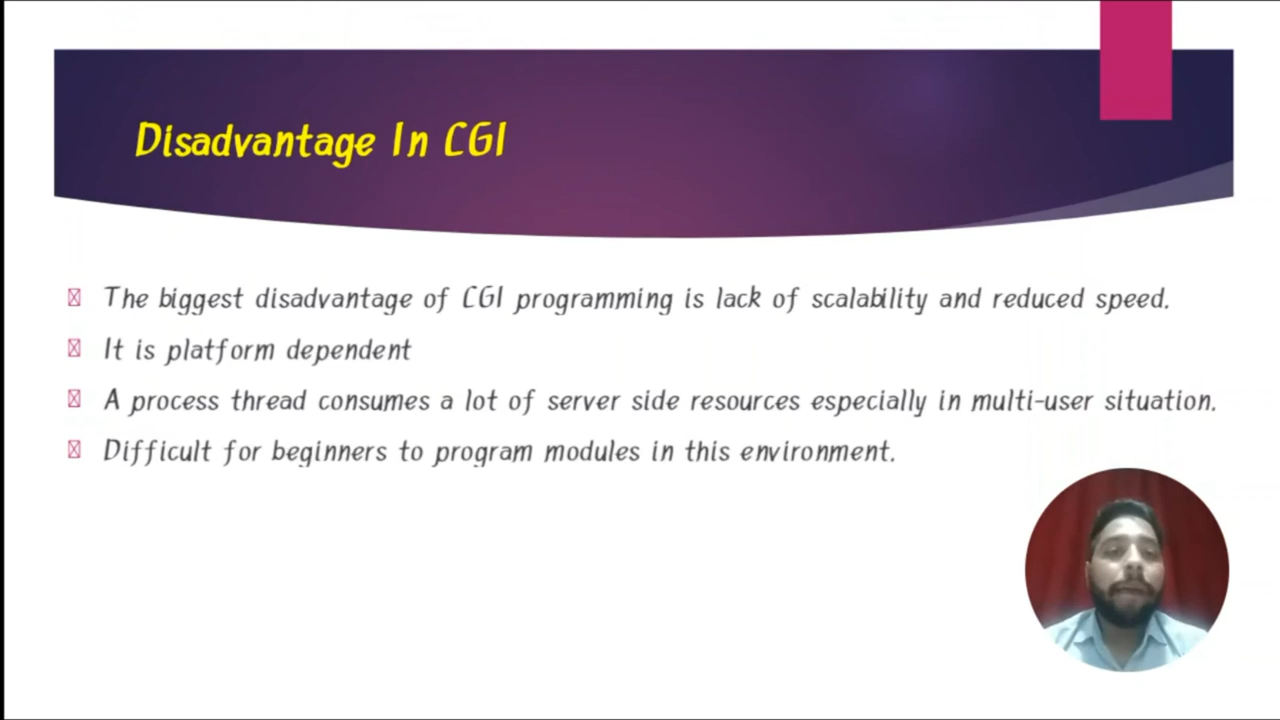 Disadvantage In CGI
The biggest disadvantage of CGI programming is lack of scalability and reduced speed.
It is platform dependent
A process thread consumes a lot of server side resources especially in multi-user situation.
Difficult for beginners to program modules in this environment.